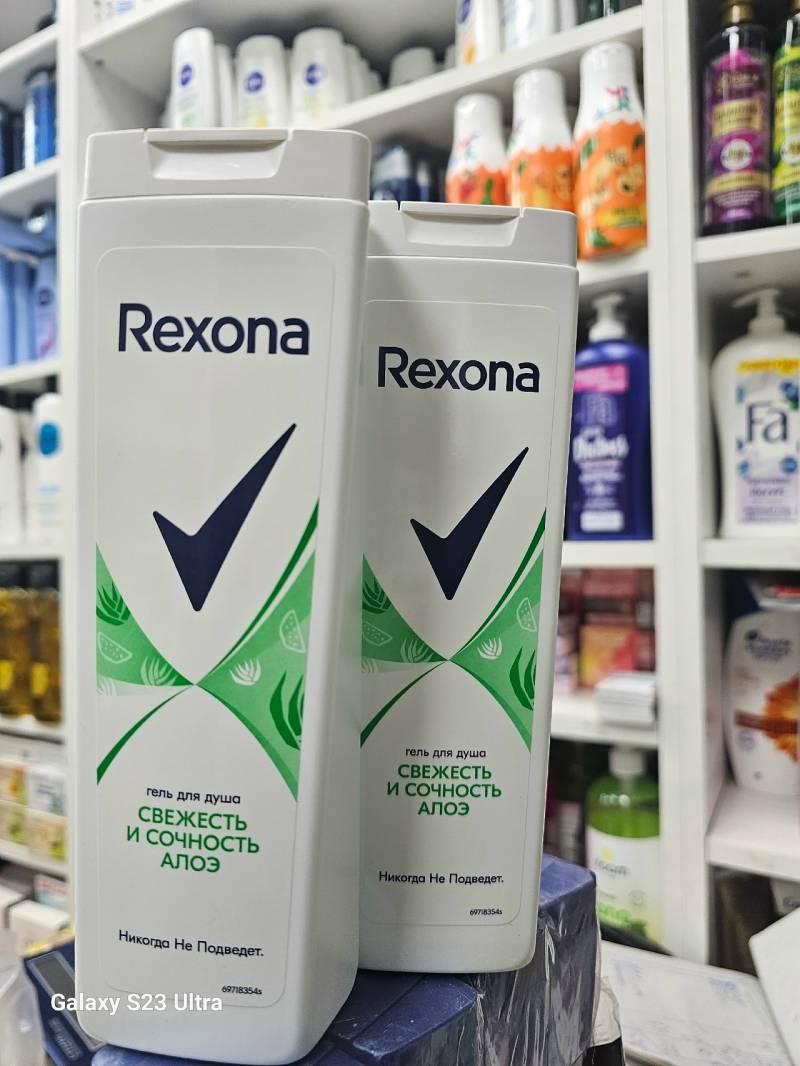 Rexona
гель для душа
СВЕЖЕСТЬ
И СОЧНОСТЬ
АЛОЭ
Никогда Не Подведет.
69718354s
Rexona
гель для душа
СВЕЖЕСТЬ
И СОЧНОСТЬ
АЛОЭ
Никогда Не Подведет.
69718354s
Fa
Galaxy S23 Ultra